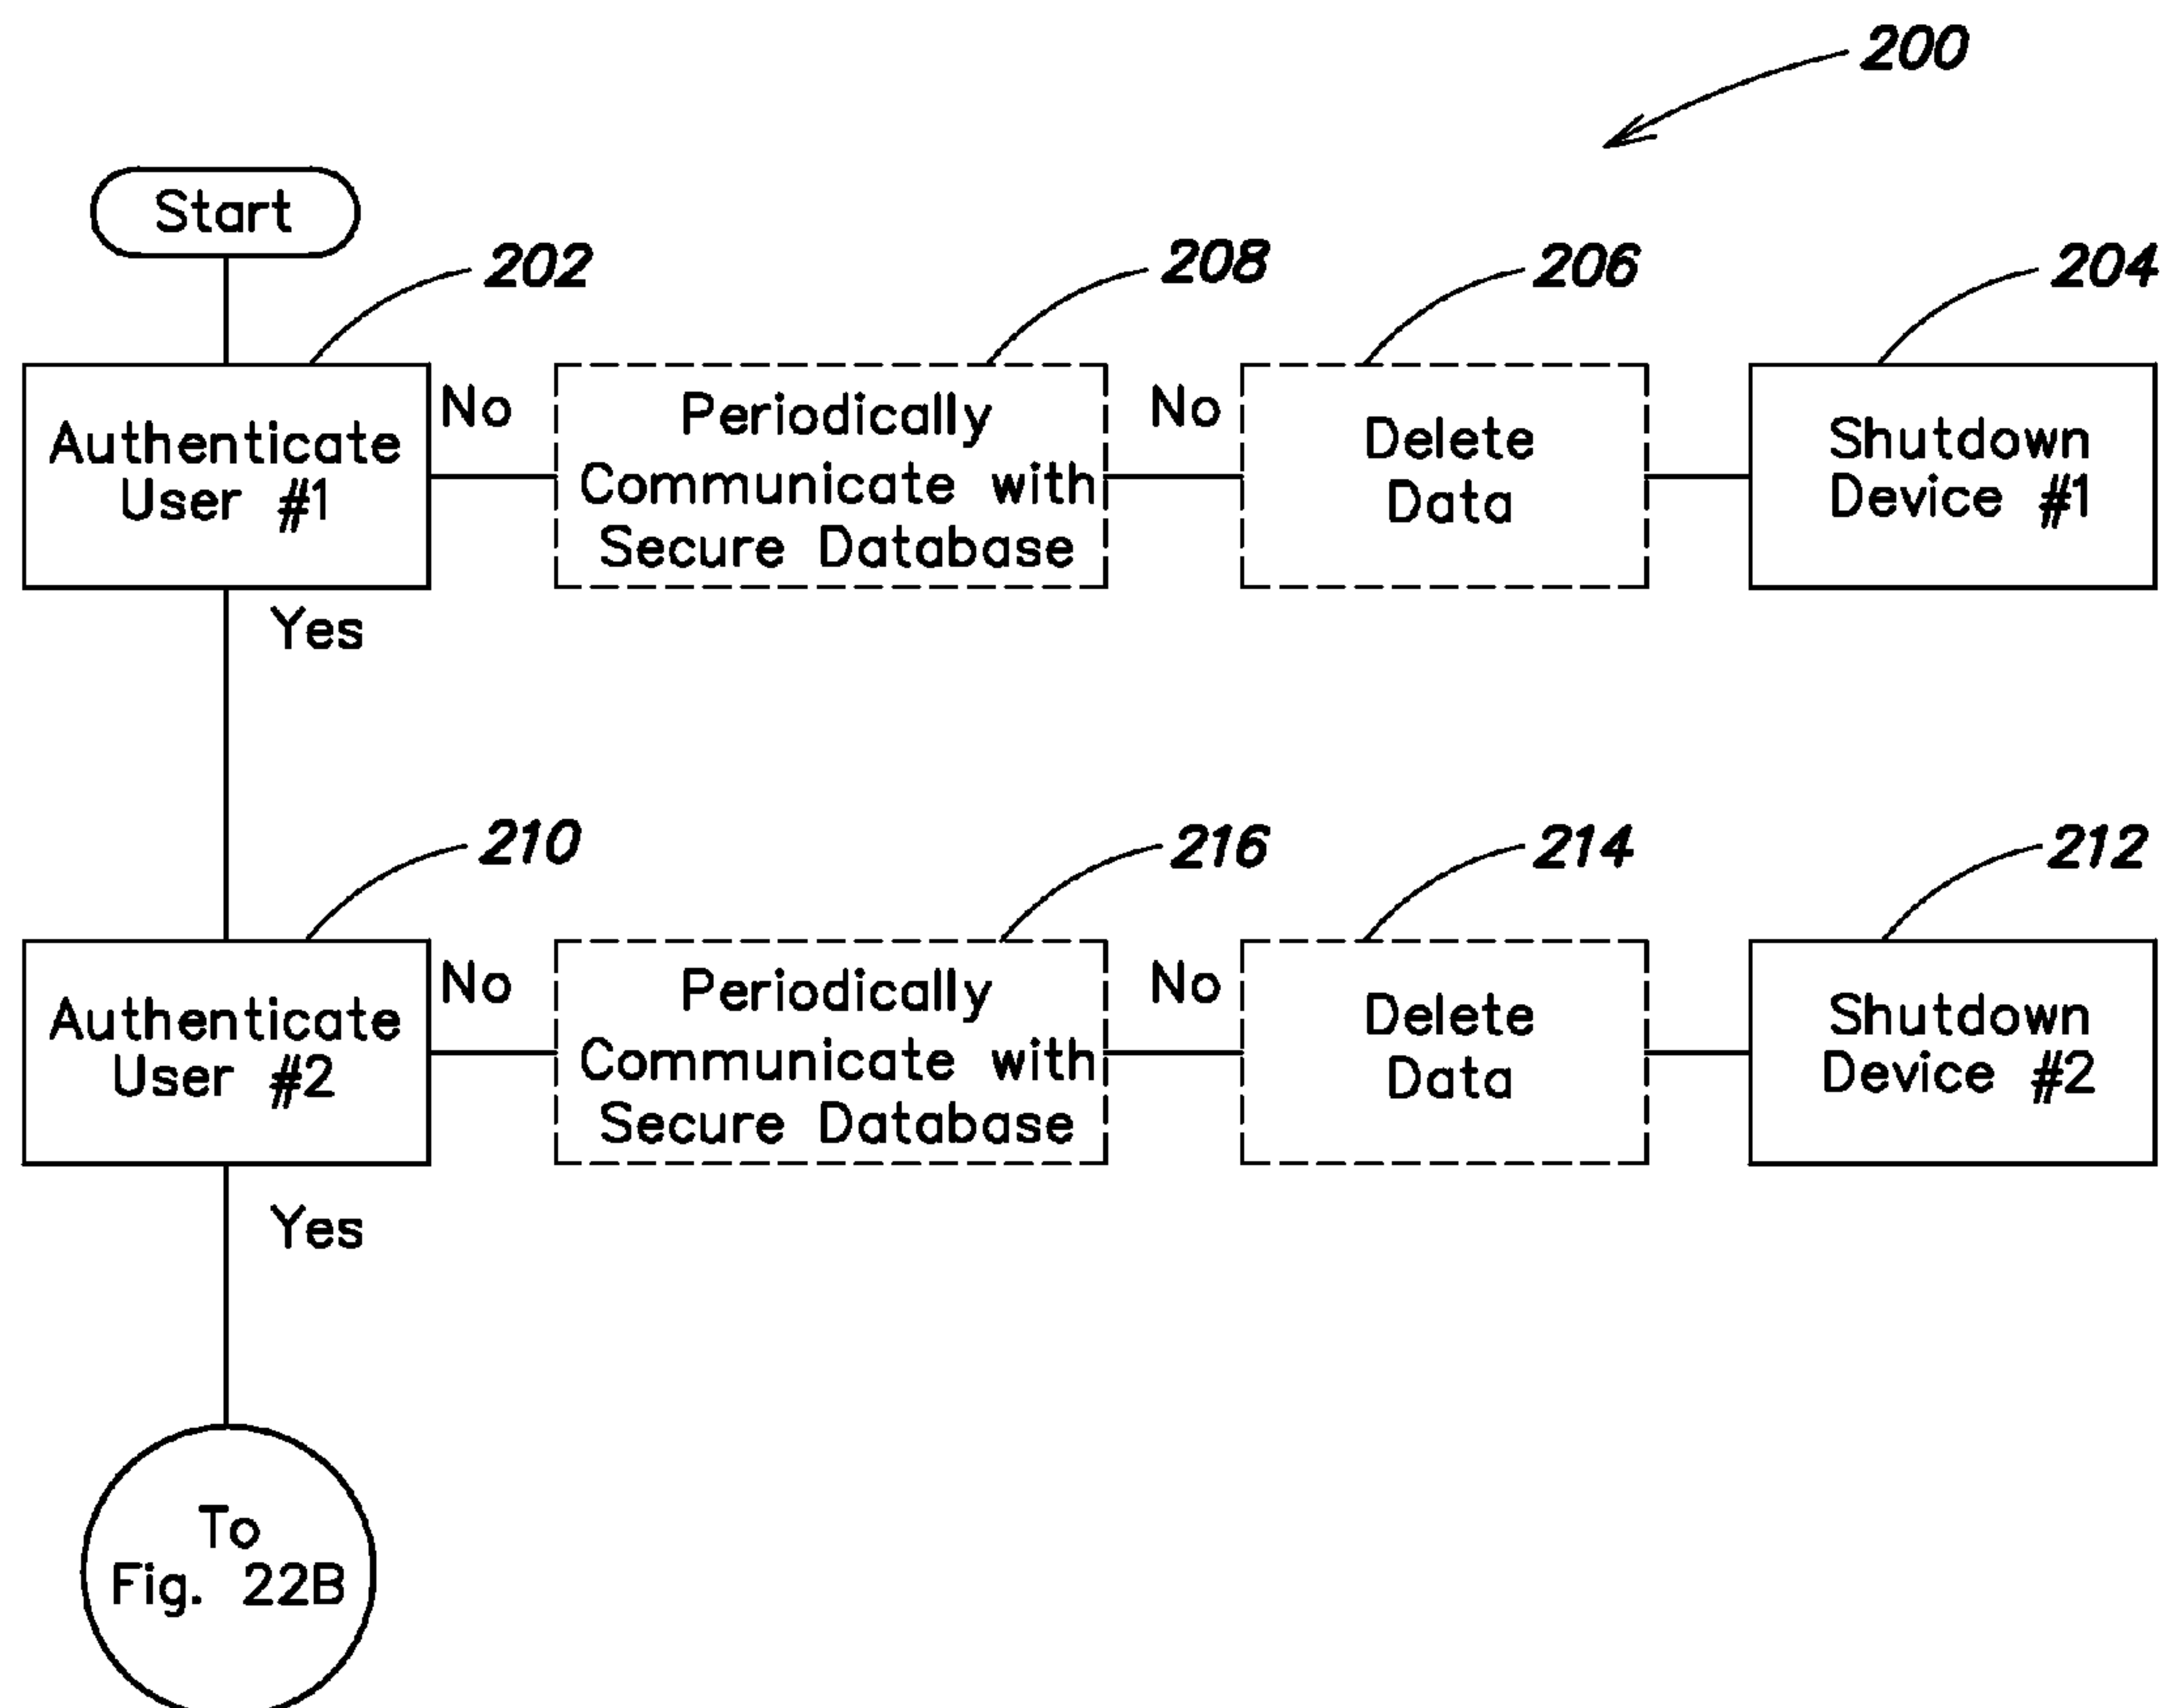 200
Start
202
208
206
204
Authenticate
User #1
No
Periodically
Communicate with
Secure Database
No
Delete
Data
Shutdown
Device #1
Yes
210
216
214
212
Authenticate
User #2
No
Periodically
Communicate with
Secure Database
No
Delete
Data
Shutdown
Device #2
Yes
To
Fig. 22B